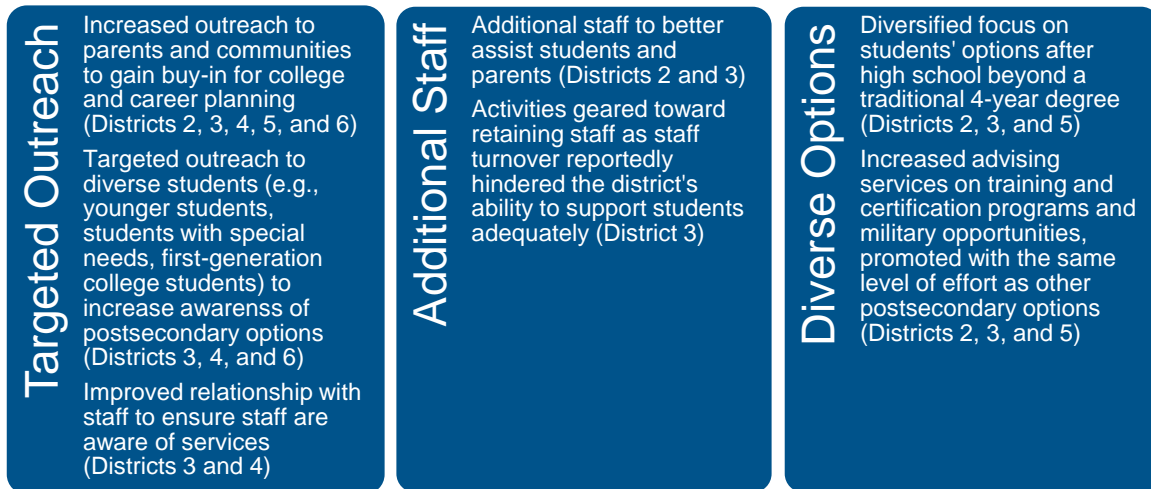 Targeted Outreach
Increased outreach to
parents and communities
to gain buy-in for college
and career planning
(Districts 2, 3, 4, 5, and 6)
Targeted outreach to
diverse students (e.g.,
younger students,
students with special
needs, first-generation
college students) to
increase awarenss of
postsecondary options
(Districts 3, 4, and 6)
Improved relationship with
staff to ensure staff are
aware of services
(Districts 3 and 4)
Additional Staff
Additional staff to better
assist students and
parents (Districts 2 and 3)
Activities geared toward
retaining staff as staff
turnover reportedly
hindered the district's
ability to support students
adequately (District 3)
Diverse Options
Diversified focus on
students' options after
high school beyond a
traditional 4-year degree
(Districts 2, 3, and 5)
Increased advising
services on training and
certification programs and
military opportunities,
promoted with the same
level of effort as other
postsecondary options
(Districts 2, 3, and 5)